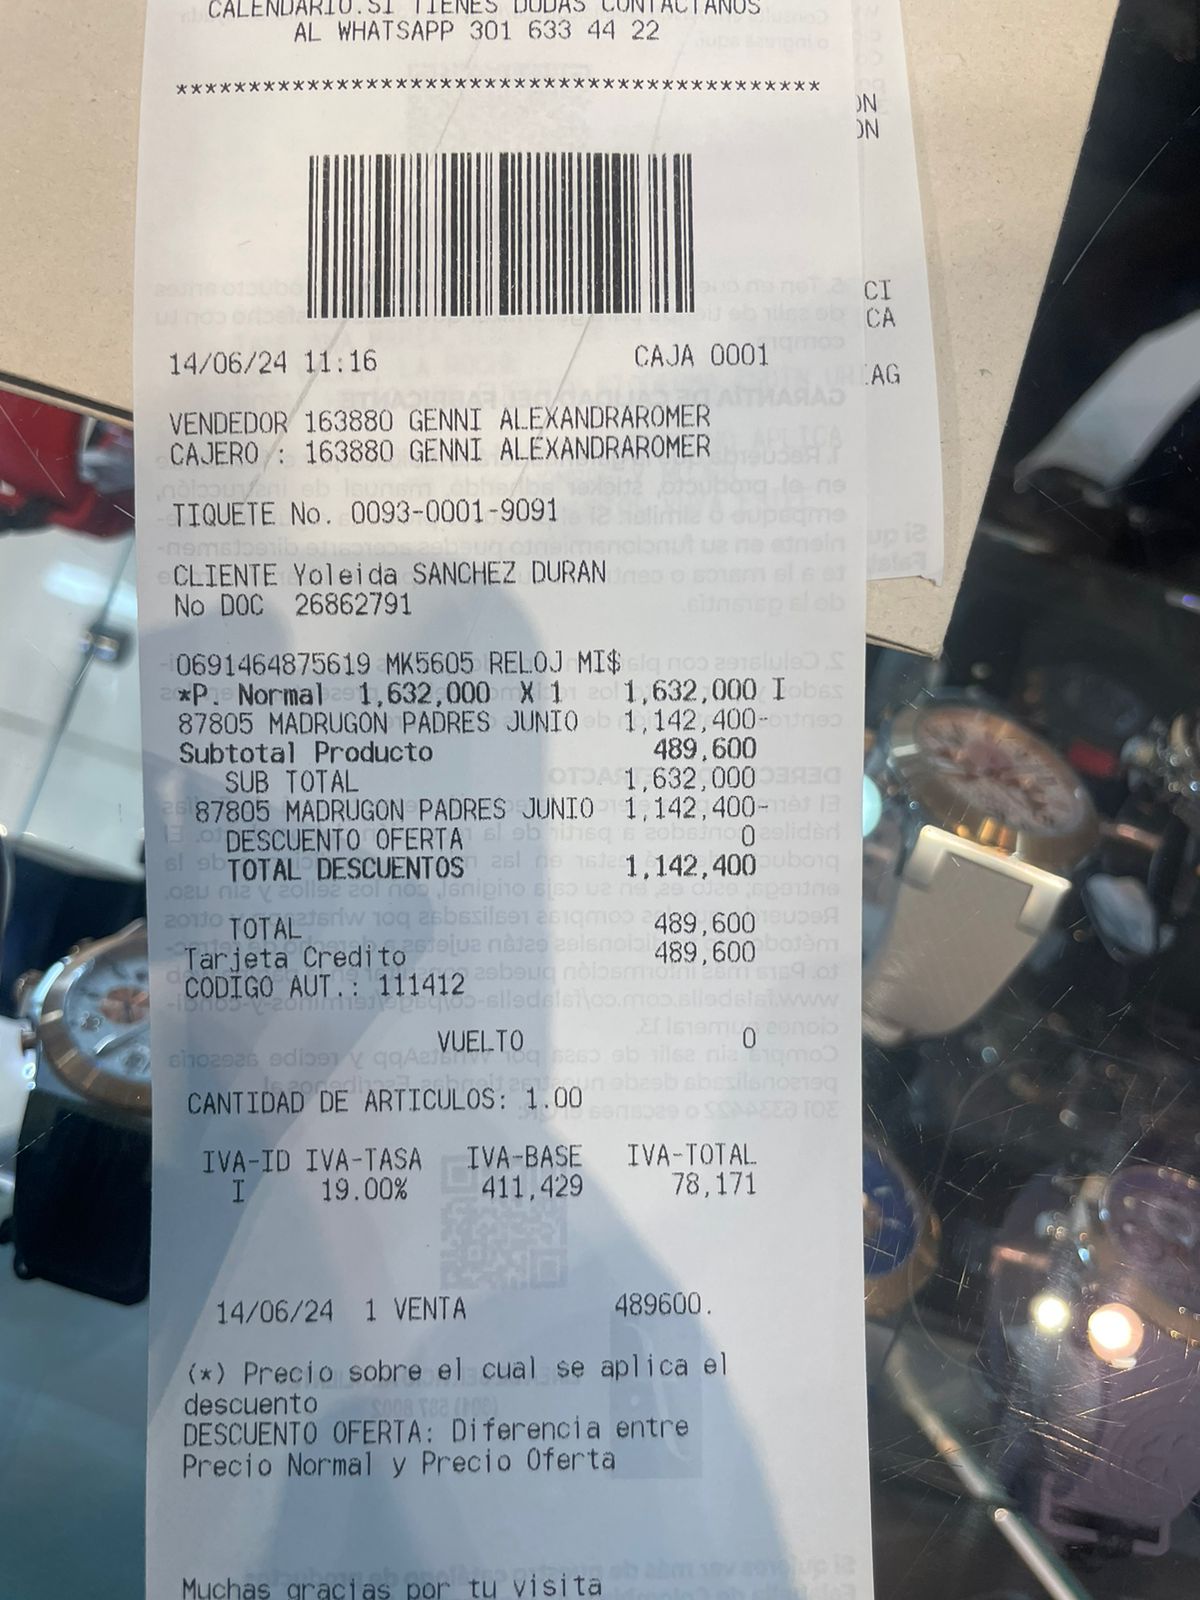 CALENDARIO.SI TIENES DUDAS CONTACTANOS
AL WHATSAPP 301 633 44 22
*********************************************
ON
ON
CI
CA
AG
14/06/24 11:16 CAJA 0001
VENDEDOR 163880 GENNI ALEXANDRAROMER
CAJERO : 163880 GENNI ALEXANDRAROMER
TIQUETE No. 0093-0001-9091
CLIENTE Yoleida SANCHEZ DURAN
No DOC 26862791
0691464875619 MK5605 RELOJ MI$
*P. Normal 1,632,000 X 1 1,632,000 I
87805 MADRUGON PADRES JUNIO 1,142,400-
Subtotal Producto 489,600
SUB TOTAL 1,632,000
87805 MADRUGON PADRES JUNIO 1,142,400-
DESCUENTO OFERTA 0
TOTAL DESCUENTOS 1,142,400
TOTAL 489,600
Tarjeta Credito 489,600
CODIGO AUT.: 111412
VUELTO 0
CANTIDAD DE ARTICULOS: 1.00
IVA-ID IVA-TASA IVA-BASE IVA-TOTAL
I 19.00% 411,429 78,171
14/06/24 1 VENTA 489600.
(*) Precio sobre el cual se aplica el
descuento
DESCUENTO OFERTA: Diferencia entre
Precio Normal y Precio Oferta
Muchas gracias por tu visita